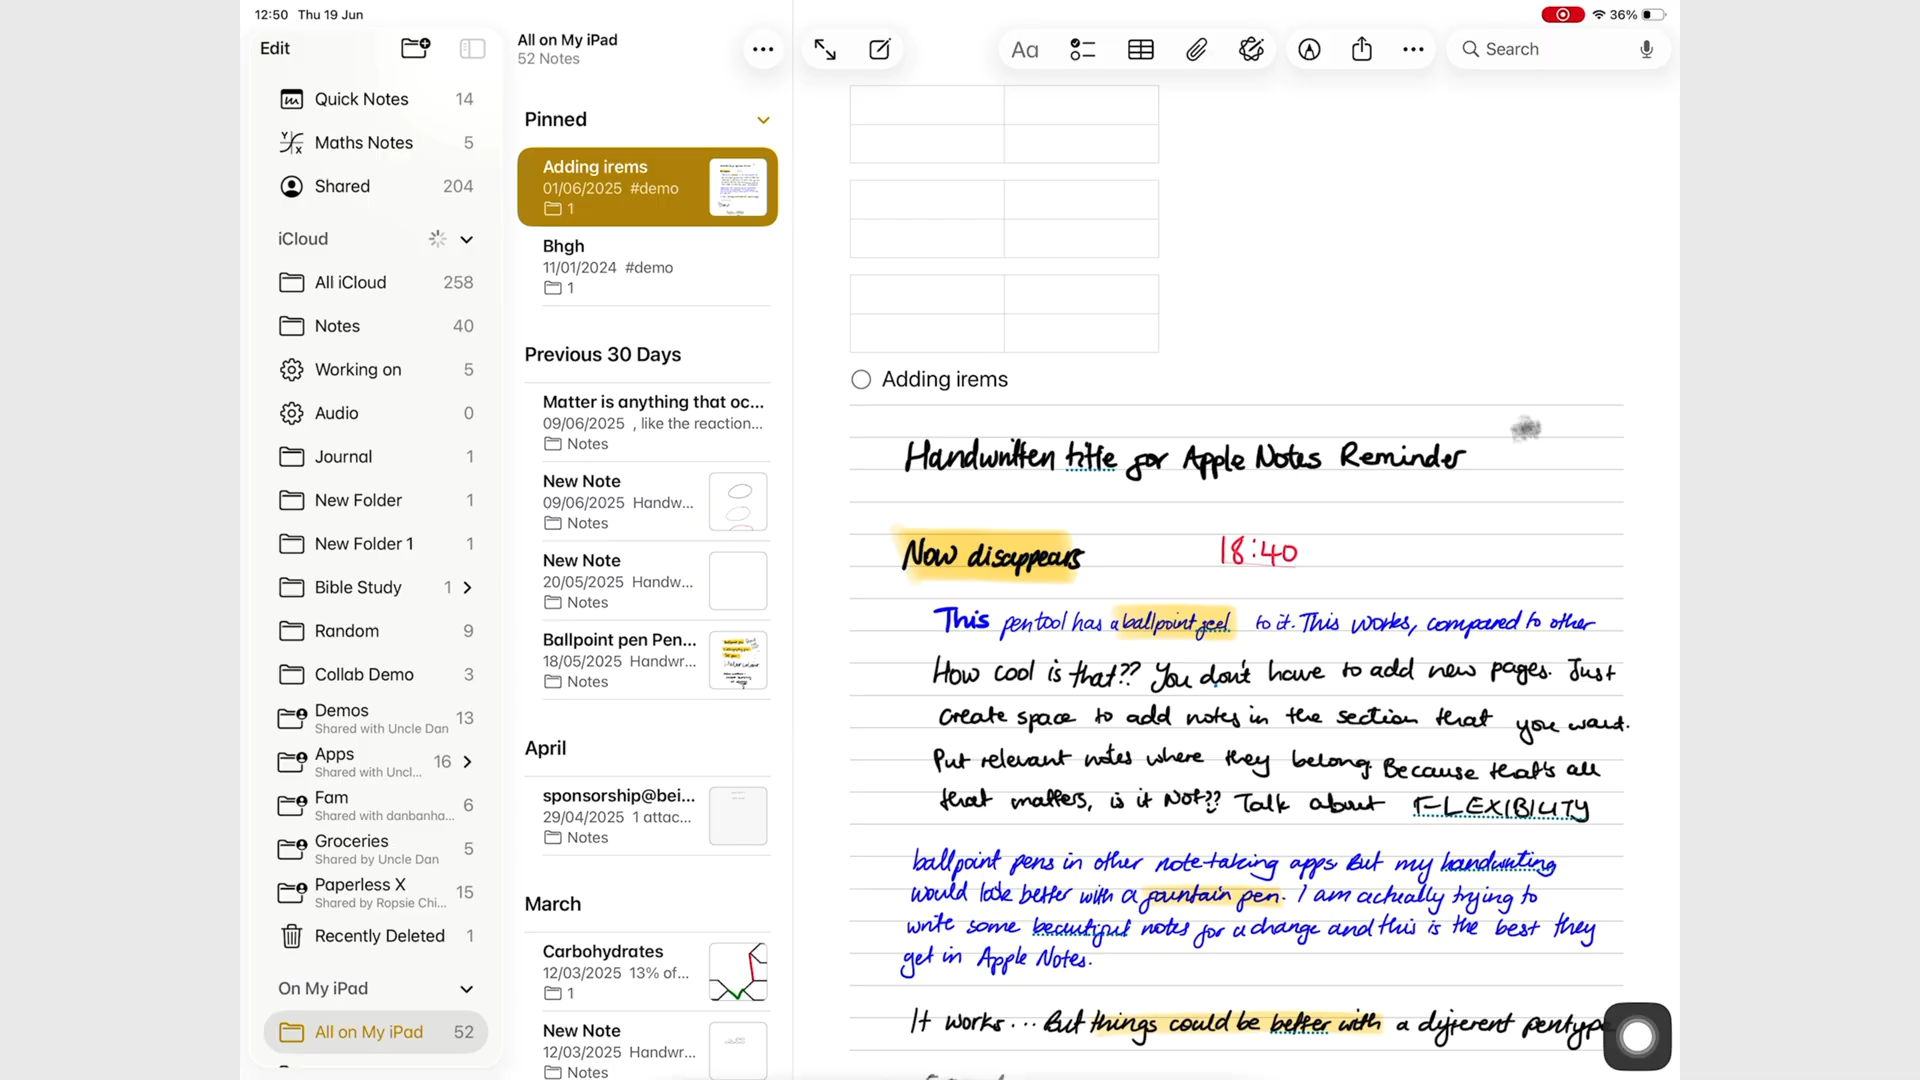 12:50 Thu 19 Jun
36%
Edit
Quick Notes 14
Maths Notes 5
Shared 204
iCloud
All iCloud 258
Notes 40
Working on 5
Audio 0
Journal 1
New Folder 1
New Folder 1 1
Bible Study 1
Random 9
Collab Demo 3
Demos 13
Shared with Uncle Dan
Apps 16
Shared with Uncl...
Fam 6
Shared with danbanha...
Groceries 5
Shared by Uncle Dan
Paperless X 15
Shared by Ropsie Chi...
Recently Deleted 1
On My iPad
All on My iPad 52
All on My iPad
52 Notes
Pinned
Adding irems
01/06/2025 #demo
1
Bhgh
11/01/2024 #demo
1
Previous 30 Days
Matter is anything that oc...
09/06/2025 , like the reaction...
Notes
New Note
09/06/2025 Handw...
Notes
New Note
20/05/2025 Handw...
Notes
Ballpoint pen Pen...
18/05/2025 Handwr...
Notes
April
sponsorship@bei...
29/04/2025 1 attac...
Notes
March
Carbohydrates
12/03/2025 13% of...
1
New Note
12/03/2025 Handwr...
Notes
Aa
Search
Adding irems
Handwritten title for Apple Notes Reminder
Now disappears 18:40
This pen tool has a ballpoint feel to it. This works, compared to other
How cool is that?? You don't have to add new pages. Just
create space to add notes in the section that you want.
Put relevant notes where they belong. Because that's all
that matters, is it Not?? Talk about FLEXIBILITY
ballpoint pens in other note-taking apps But my handwriting
would look better with a fountain pen. I am actually trying to
write some beautiful notes for a change and this is the best they
get in Apple Notes.
It works... But things could be better with a different pentype